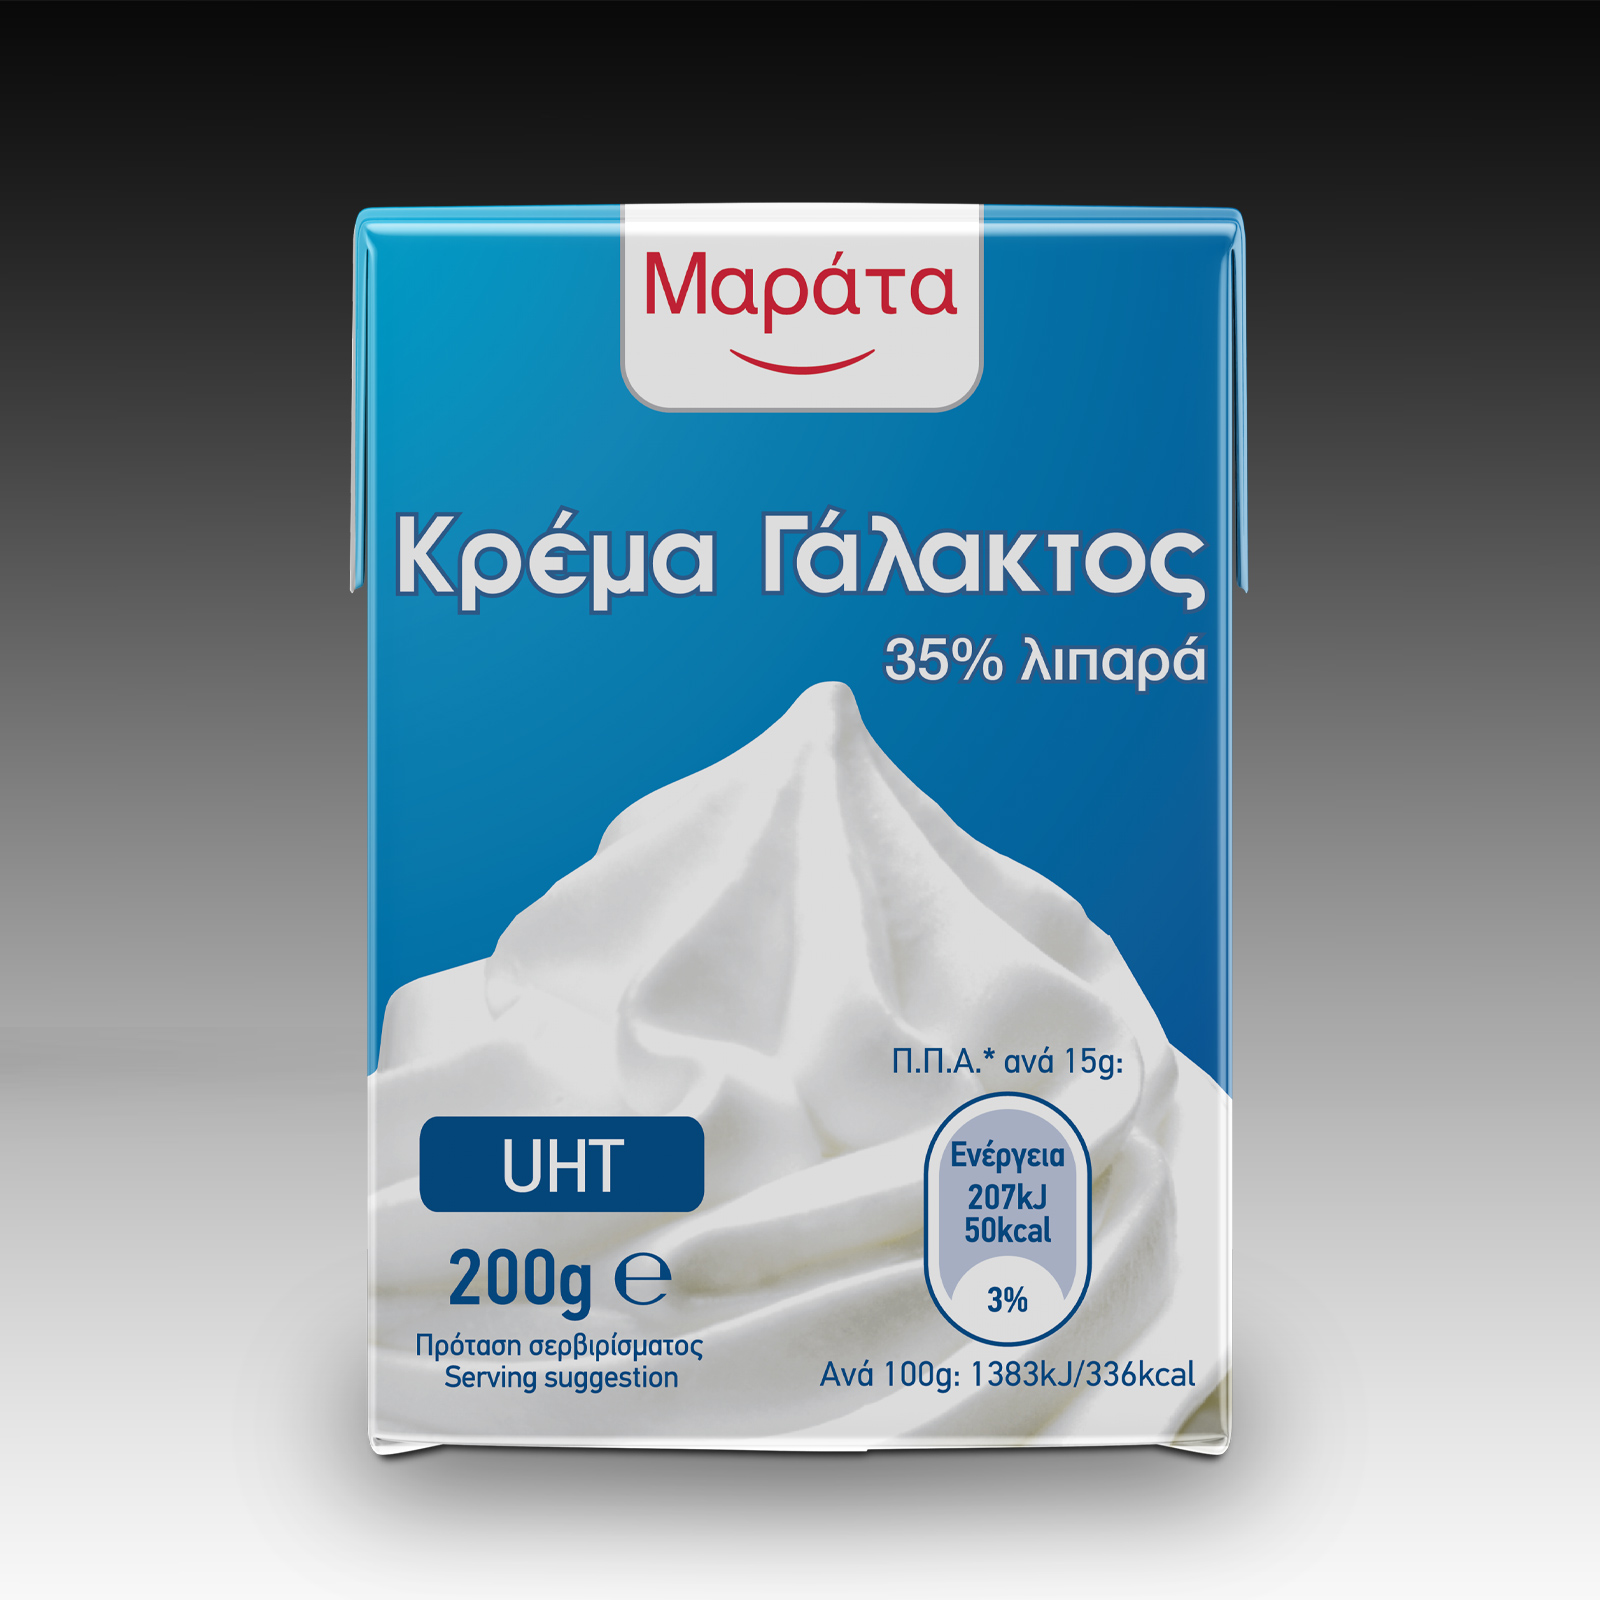 Μαράτα
Κρέμα Γάλακτος
35% λιπαρά
Π.Π.Α.* ανά 15g:
Ενέργεια
207kJ
50kcal
3%
UHT
200g ℮
Πρόταση σερβιρίσματος
Serving suggestion
Ανά 100g: 1383kJ/336kcal